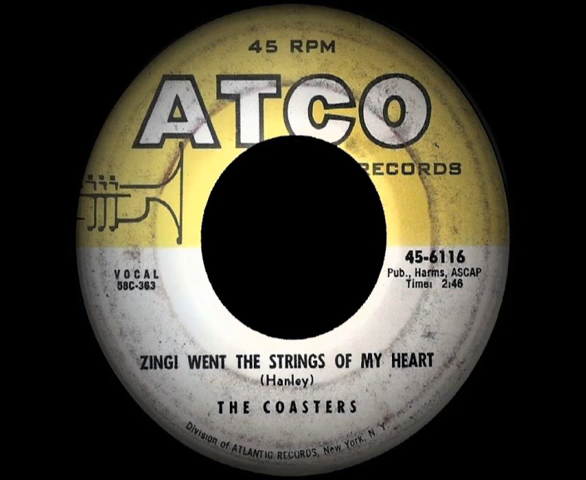 45 RPM
ATCO
RECORDS
VOCAL
58C-363
45-6116
Pub., Harms, ASCAP
Time: 2:46
ZING! WENT THE STRINGS OF MY HEART
(Hanley)
THE COASTERS
Division of ATLANTIC RECORDS, New York, N Y